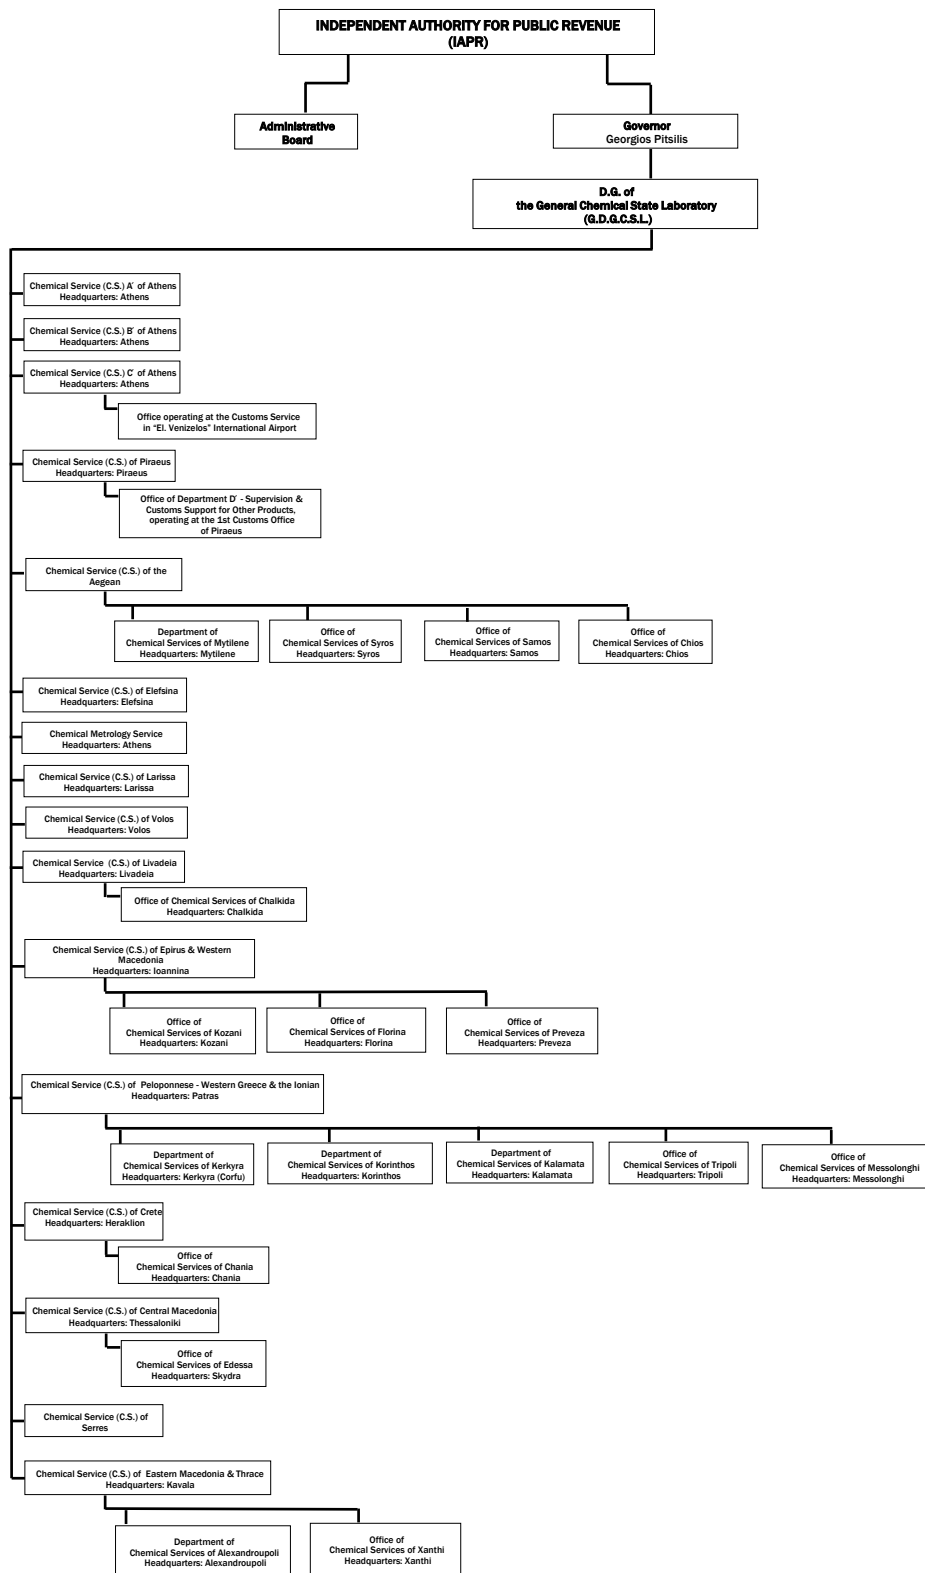 INDEPENDENT AUTHORITY FOR PUBLIC REVENUE
(IAPR)
Administrative
Board
Governor
Georgios Pitsilis
D.G. of
the General Chemical State Laboratory
(G.D.G.C.S.L.)
Chemical Service (C.S.) A΄ of Athens
Headquarters: Athens
Chemical Service (C.S.) B΄ of Athens
Headquarters: Athens
Chemical Service (C.S.) C΄ of Athens
Headquarters: Athens
Office operating at the Customs Service
in "El. Venizelos" International Airport
Chemical Service (C.S.) of Piraeus
Headquarters: Piraeus
Office of Department D΄ - Supervision &
Customs Support for Other Products,
operating at the 1st Customs Office
of Piraeus
Chemical Service (C.S.) of the
Aegean
Department of
Chemical Services of Mytilene
Headquarters: Mytilene
Office of
Chemical Services of Syros
Headquarters: Syros
Office of
Chemical Services of Samos
Headquarters: Samos
Office of
Chemical Services of Chios
Headquarters: Chios
Chemical Service (C.S.) of Elefsina
Headquarters: Elefsina
Chemical Metrology Service
Headquarters: Athens
Chemical Service (C.S.) of Larissa
Headquarters: Larissa
Chemical Service (C.S.) of Volos
Headquarters: Volos
Chemical Service (C.S.) of Livadeia
Headquarters: Livadeia
Office of Chemical Services of Chalkida
Headquarters: Chalkida
Chemical Service (C.S.) of Epirus & Western
Macedonia
Headquarters: Ioannina
Office of
Chemical Services of Kozani
Headquarters: Kozani
Office of
Chemical Services of Florina
Headquarters: Florina
Office of
Chemical Services of Preveza
Headquarters: Preveza
Chemical Service (C.S.) of Peloponnese - Western Greece & the Ionian
Headquarters: Patras
Department of
Chemical Services of Kerkyra
Headquarters: Kerkyra (Corfu)
Department of
Chemical Services of Korinthos
Headquarters: Korinthos
Department of
Chemical Services of Kalamata
Headquarters: Kalamata
Office of
Chemical Services of Tripoli
Headquarters: Tripoli
Office of
Chemical Services of Messolonghi
Headquarters: Messolonghi
Chemical Service (C.S.) of Crete
Headquarters: Heraklion
Office of
Chemical Services of Chania
Headquarters: Chania
Chemical Service (C.S.) of Central Macedonia
Headquarters: Thessaloniki
Office of
Chemical Services of Edessa
Headquarters: Skydra
Chemical Service (C.S.) of
Serres
Chemical Service (C.S.) of Eastern Macedonia & Thrace
Headquarters: Kavala
Department of
Chemical Services of Alexandroupoli
Headquarters: Alexandroupoli
Office of
Chemical Services of Xanthi
Headquarters: Xanthi